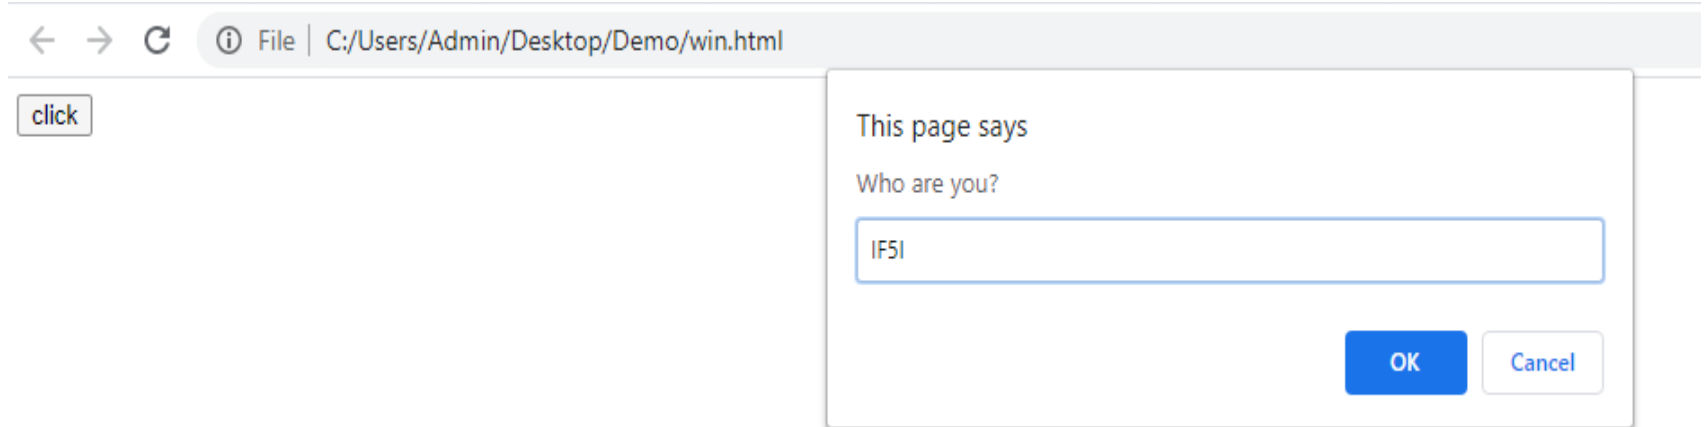 File | C:/Users/Admin/Desktop/Demo/win.html
click
This page says
Who are you?
IF5I
OK Cancel